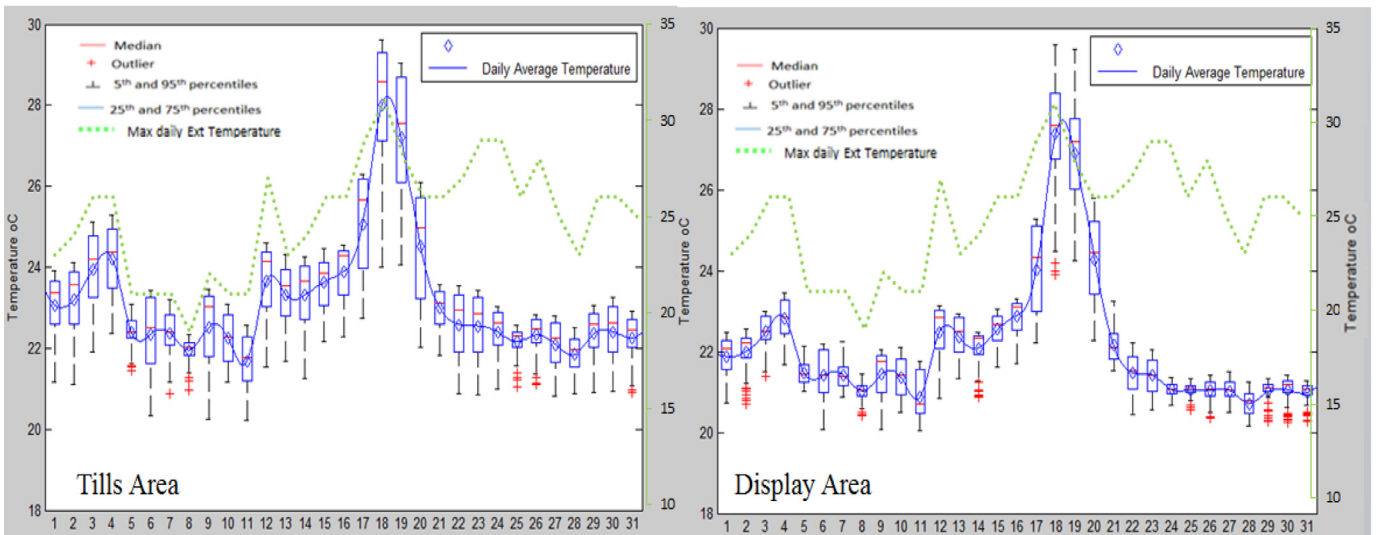 30
28
26
24
22
20
18
Temperature oC
Median
Outlier
5th and 95th percentiles
25th and 75th percentiles
Max daily Ext Temperature
Daily Average Temperature
35
30
25
20
15
10
Temperature oC
Tills Area
1 2 3 4 5 6 7 8 9 10 11 12 13 14 15 16 17 18 19 20 21 22 23 24 25 26 27 28 29 30 31
30
28
26
24
22
20
18
Temperature oC
Median
Outlier
5th and 95th percentiles
25th and 75th percentiles
Max daily Ext Temperature
Daily Average Temperature
35
30
25
20
15
10
Temperature oC
Display Area
1 2 3 4 5 6 7 8 9 10 11 12 13 14 15 16 17 18 19 20 21 22 23 24 25 26 27 28 29 30 31